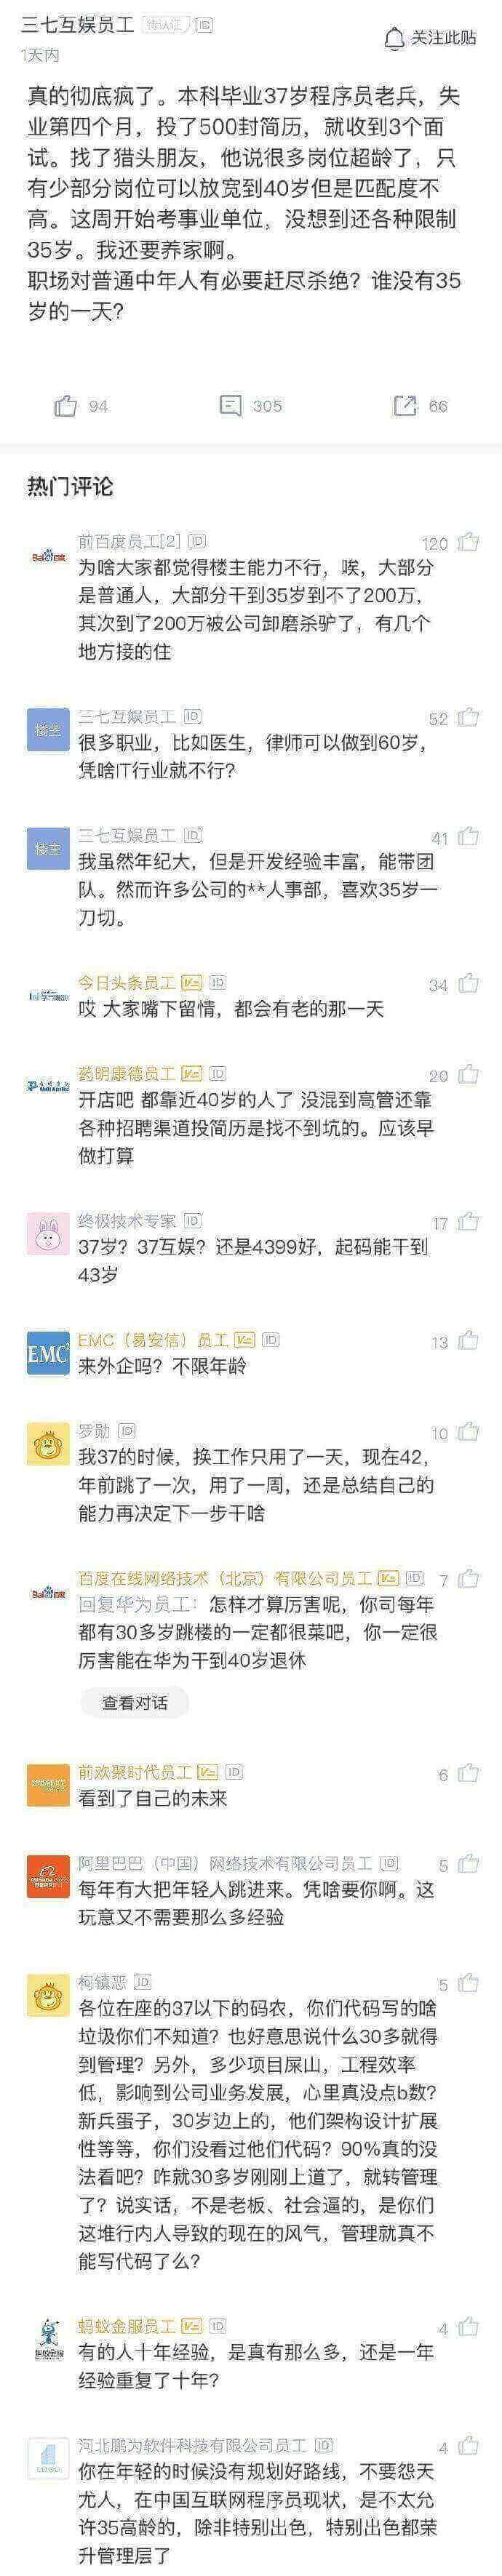 三七互娱员工 待认证 ID
1天内
关注此贴
真的彻底疯了。本科毕业37岁程序员老兵，失
业第四个月，投了500封简历，就收到3个面
试。找了猎头朋友，他说很多岗位超龄了，只
有少部分岗位可以放宽到40岁但是匹配度不
高。这周开始考事业单位，没想到还各种限制
35岁。我还要养家啊。
职场对普通中年人有必要赶尽杀绝？谁没有35
岁的一天？
94 305 66
热门评论
前百度员工[2] ID 120
Bai百度
为啥大家都觉得楼主能力不行，唉，大部分
是普通人，大部分干到35岁到不了200万，
其次到了200万被公司卸磨杀驴了，有几个
地方接的住
三七互娱员工 ID 52
楼主
很多职业，比如医生，律师可以做到60岁，
凭啥IT行业就不行？
三七互娱员工 ID 41
楼主
我虽然年纪大，但是开发经验丰富，能带团
队。然而许多公司的**人事部，喜欢35岁一
刀切。
今日头条员工 ID 34
哎 大家嘴下留情，都会有老的那一天
药明康德员工 ID 20
开店吧 都靠近40岁的人了 没混到高管还靠
各种招聘渠道投简历是找不到坑的。应该早
做打算
终极技术专家 ID 17
37岁？37互娱？还是4399好，起码能干到
43岁
EMC（易安信）员工 ID 13
EMC²
来外企吗？不限年龄
罗勋 ID 10
我37的时候，换工作只用了一天，现在42，
年前跳了一次，用了一周，还是总结自己的
能力再决定下一步干啥
百度在线网络技术（北京）有限公司员工 ID 7
Bai百度
回复华为员工：怎样才算厉害呢，你司每年
都有30多岁跳楼的一定都很菜吧，你一定很
厉害能在华为干到40岁退休
查看对话
前欢聚时代员工 ID 6
看到了自己的未来
阿里巴巴（中国）网络技术有限公司员工 ID 5
每年有大把年轻人跳进来。凭啥要你啊。这
玩意又不需要那么多经验
柯镇恶 ID 5
各位在座的37以下的码农，你们代码写的啥
垃圾你们不知道？也好意思说什么30多就得
到管理？另外，多少项目屎山，工程效率
低，影响到公司业务发展，心里真没点b数？
新兵蛋子，30岁边上的，他们架构设计扩展
性等等，你们没看过他们代码？90%真的没
法看吧？咋就30多岁刚刚上道了，就转管理
了？说实话，不是老板、社会逼的，是你们
这堆行内人导致的现在的风气，管理就真不
能写代码了么？
蚂蚁金服员工 ID 4
蚂蚁金服
有的人十年经验，是真有那么多，还是一年
经验重复了十年？
河北鹏为软件科技有限公司员工 ID 4
你在年轻的时候没有规划好路线，不要怨天
尤人，在中国互联网程序员现状，是不太允
许35高龄的，除非特别出色，特别出色都荣
升管理层了